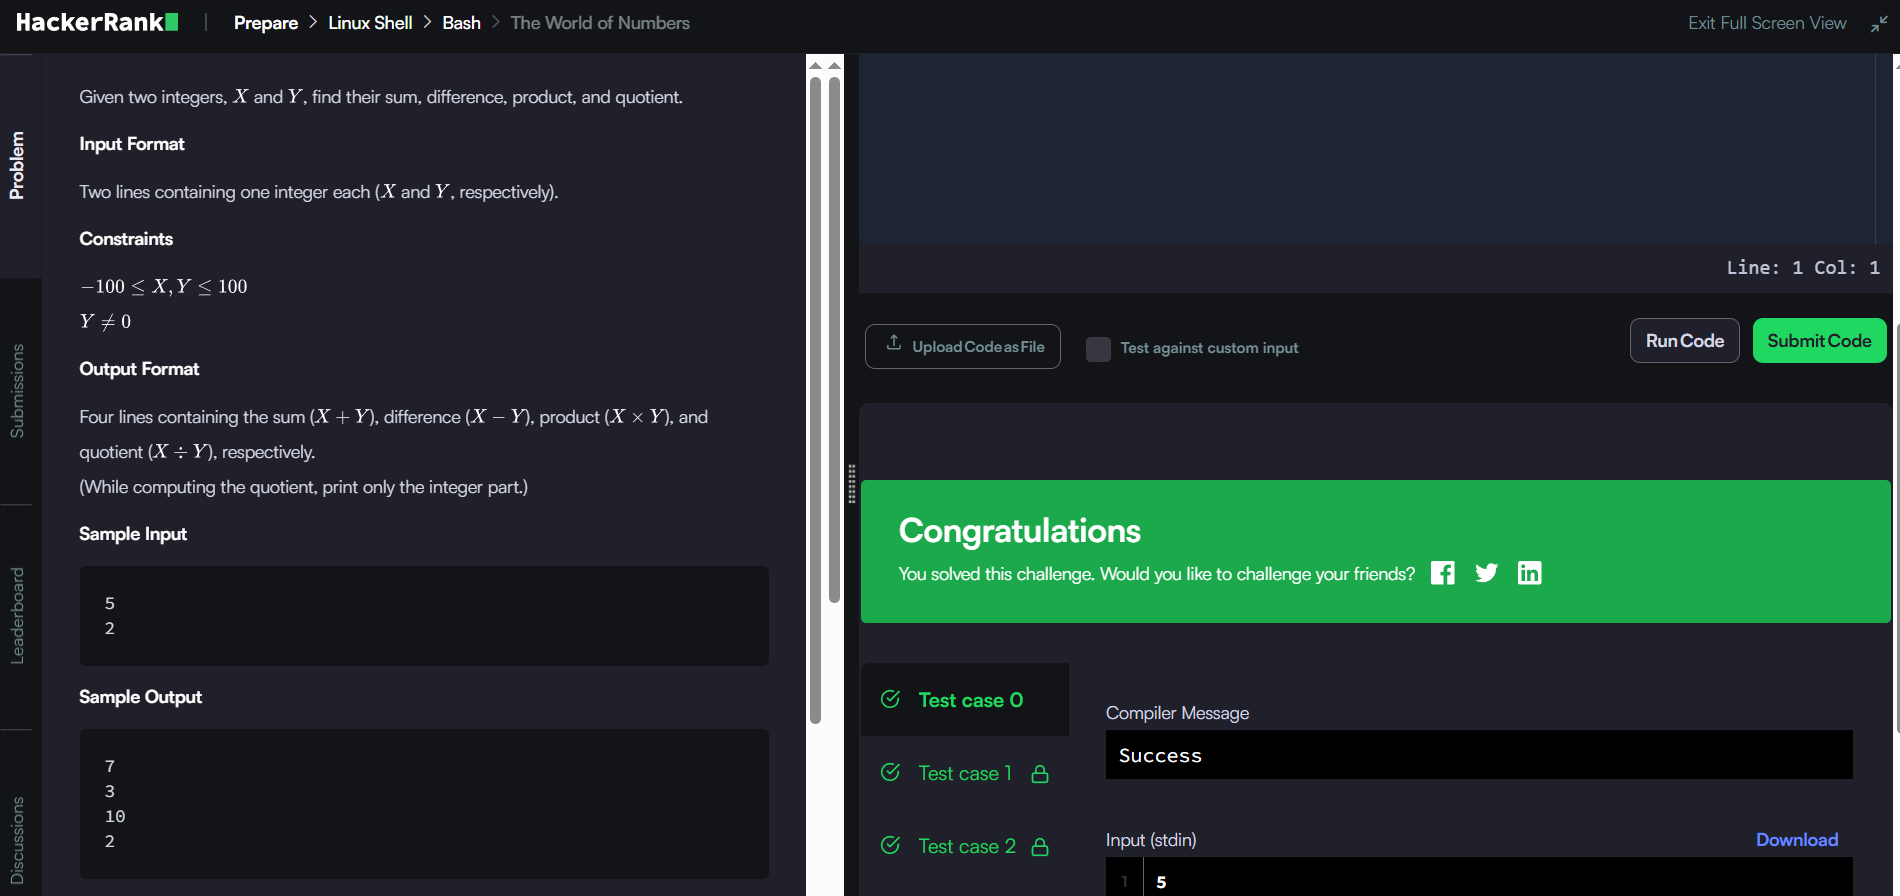 HackerRank
Prepare > Linux Shell > Bash > The World of Numbers
Exit Full Screen View
Problem
Submissions
Leaderboard
Discussions
Given two integers, X and Y, find their sum, difference, product, and quotient.
Input Format
Two lines containing one integer each (X and Y, respectively).
Constraints
−100 ≤ X, Y ≤ 100
Y ≠ 0
Output Format
Four lines containing the sum (X + Y), difference (X − Y), product (X × Y), and
quotient (X ÷ Y), respectively.
(While computing the quotient, print only the integer part.)
Sample Input
5
2
Sample Output
7
3
10
2
Line: 1 Col: 1
Upload Code as File
Test against custom input
Run Code
Submit Code
Congratulations
You solved this challenge. Would you like to challenge your friends?
Test case 0
Test case 1
Test case 2
Compiler Message
Success
Input (stdin)
Download
1 5